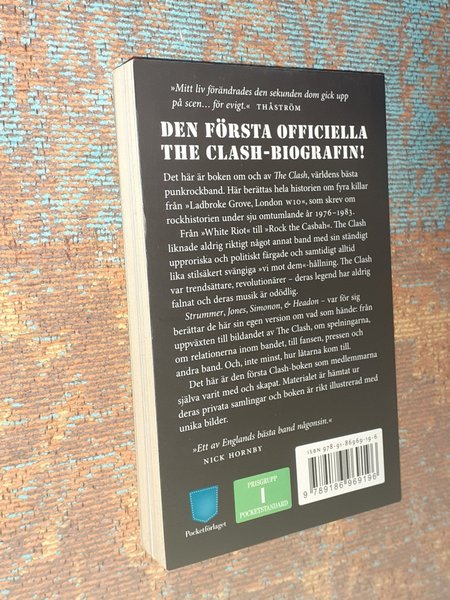 »Mitt liv förändrades den sekunden dom gick upp
på scen... för evigt.« THÅSTRÖM
DEN FÖRSTA OFFICIELLA
THE CLASH-BIOGRAFIN!
Det här är boken om och av The Clash, världens bästa
punkrockband. Här berättas hela historien om fyra killar
från »Ladbroke Grove, London W10«, som skrev om
rockhistorien under sju omtumlande år 1976–1983.
Från »White Riot« till »Rock the Casbah«. The Clash
liknade aldrig riktigt något annat band med sin ständigt
upproriska och politiskt färgade och samtidigt alltid
lika stilsäkert svängiga »vi mot dem«-hållning. The Clash
var trendsättare, revolutionärer – deras legend har aldrig
falnat och deras musik är odödlig.
Strummer, Jones, Simonon, & Headon – var för sig
berättar de här sin egen version om vad som hände: från
uppväxten till bildandet av The Clash, om spelningarna,
om relationerna inom bandet, till fansen, pressen och
andra band. Och, inte minst, hur låtarna kom till.
Det här är den första Clash-boken som medlemmarna
själva varit med och skapat. Materialet är hämtat ur
deras privata samlingar och boken är rikt illustrerad med
unika bilder.
»Ett av Englands bästa band någonsin.«
NICK HORNBY
ISBN 978-91-86969-19-6
9 789186 969196
PRISGRUPP
I
POCKETSTANDARD
Pocketförlaget